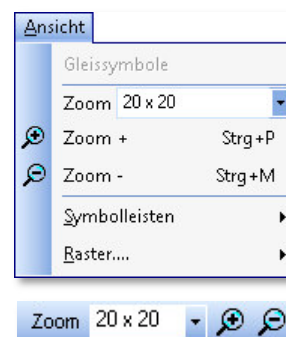 Ansicht
Gleissymbole
Zoom 20 x 20
Zoom + Strg+P
Zoom - Strg+M
Symbolleisten
Raster....
Zoom 20 x 20